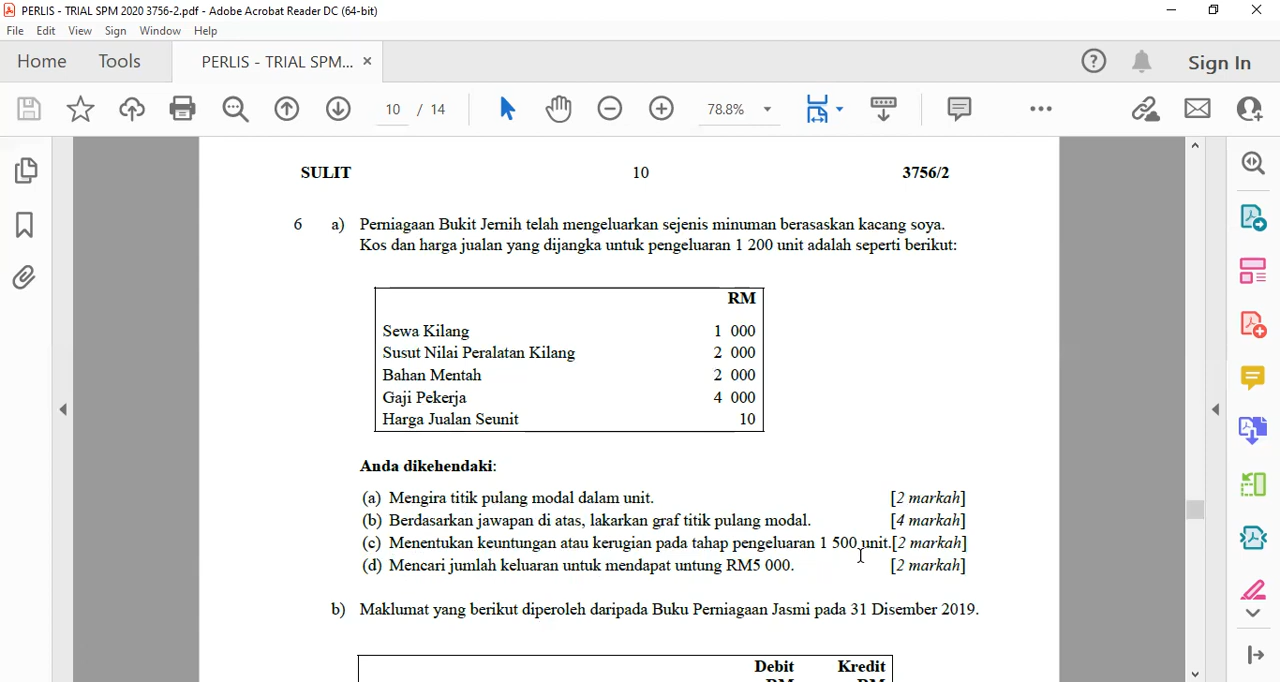 PERLIS - TRIAL SPM 2020 3756-2.pdf - Adobe Acrobat Reader DC (64-bit)
File Edit View Sign Window Help
Home Tools PERLIS - TRIAL SPM... × Sign In
10 / 14 78.8%
SULIT 10 3756/2
6 a) Perniagaan Bukit Jernih telah mengeluarkan sejenis minuman berasaskan kacang soya.
Kos dan harga jualan yang dijangka untuk pengeluaran 1 200 unit adalah seperti berikut:
RM
Sewa Kilang 1 000
Susut Nilai Peralatan Kilang 2 000
Bahan Mentah 2 000
Gaji Pekerja 4 000
Harga Jualan Seunit 10
Anda dikehendaki:
(a) Mengira titik pulang modal dalam unit. [2 markah]
(b) Berdasarkan jawapan di atas, lakarkan graf titik pulang modal. [4 markah]
(c) Menentukan keuntungan atau kerugian pada tahap pengeluaran 1 500 unit.[2 markah]
(d) Mencari jumlah keluaran untuk mendapat untung RM5 000. [2 markah]
b) Maklumat yang berikut diperoleh daripada Buku Perniagaan Jasmi pada 31 Disember 2019.
Debit Kredit
RM RM